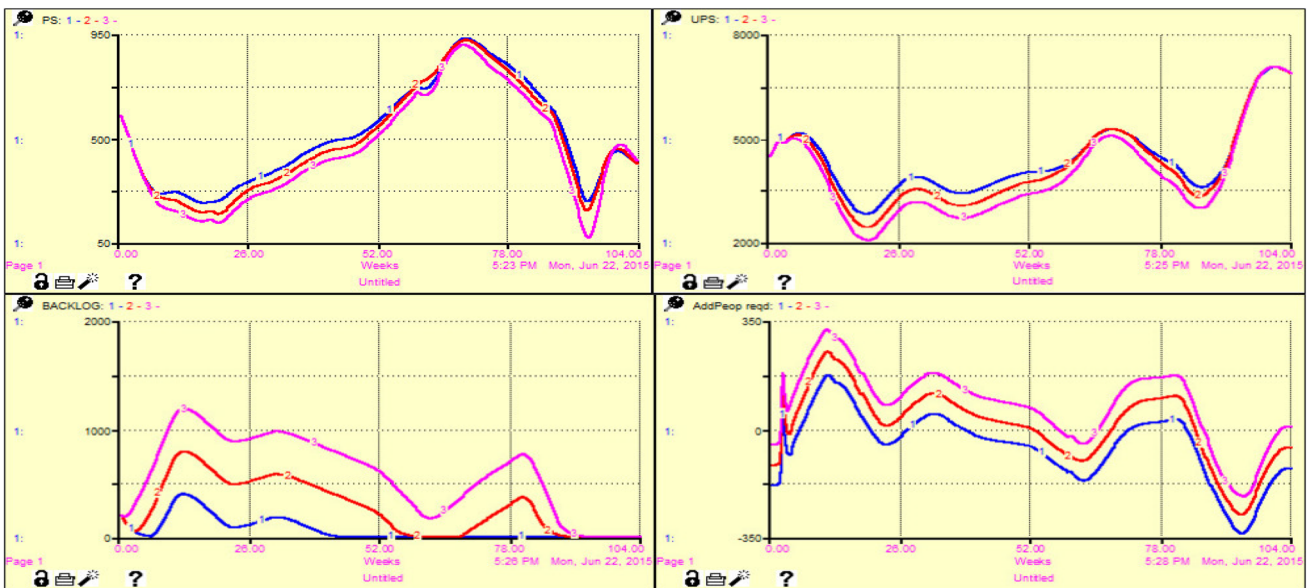 PS: 1 - 2 - 3 -
1:
950
1:
500
1:
50
0.00 26.00 52.00 78.00 104.00
Page 1 Weeks 5:23 PM Mon, Jun 22, 2015
?
Untitled
UPS: 1 - 2 - 3 -
1:
8000
1:
5000
1:
2000
0.00 26.00 52.00 78.00 104.00
Page 1 Weeks 5:25 PM Mon, Jun 22, 2015
?
Untitled
BACKLOG: 1 - 2 - 3 -
1:
2000
1:
1000
1:
0
0.00 26.00 52.00 78.00 104.00
Page 1 Weeks 5:26 PM Mon, Jun 22, 2015
?
Untitled
AddPeop reqd: 1 - 2 - 3 -
1:
350
1:
0
1:
-350
0.00 26.00 52.00 78.00 104.00
Page 1 Weeks 5:28 PM Mon, Jun 22, 2015
?
Untitled